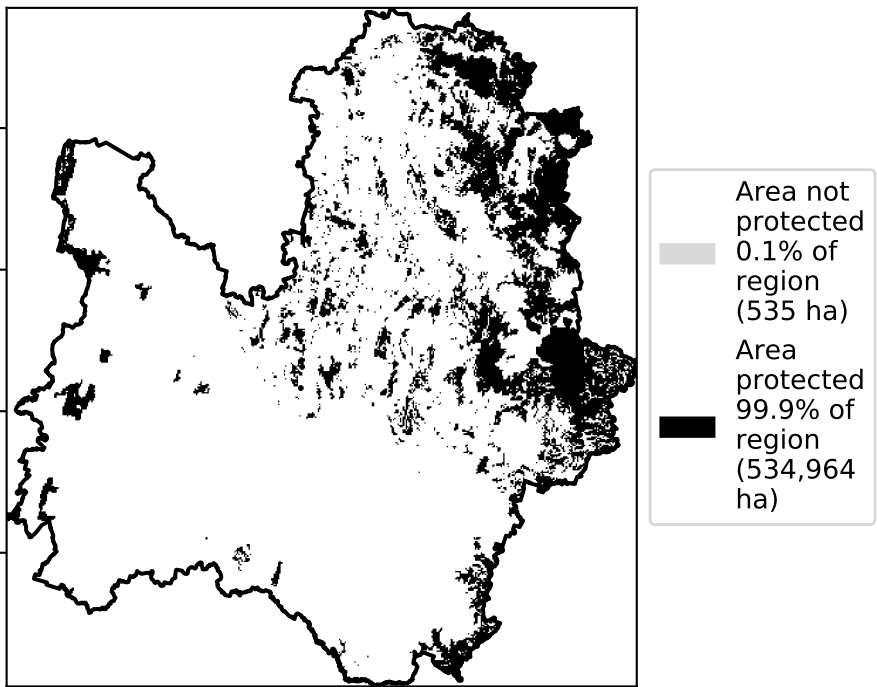 Area not
protected
0.1% of
region
(535 ha)
Area
protected
99.9% of
region
(534,964
ha)